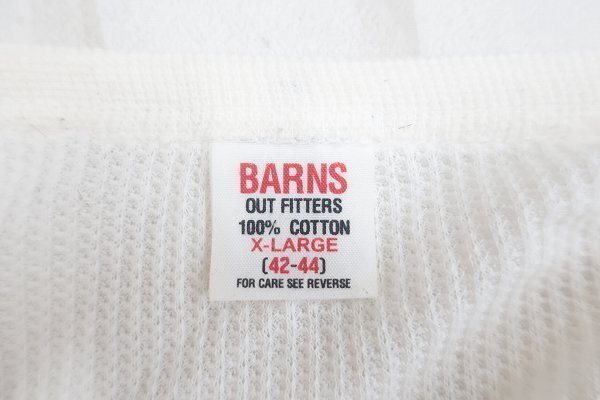 BARNS
OUT FITTERS
100% COTTON
X-LARGE
(42-44)
FOR CARE SEE REVERSE